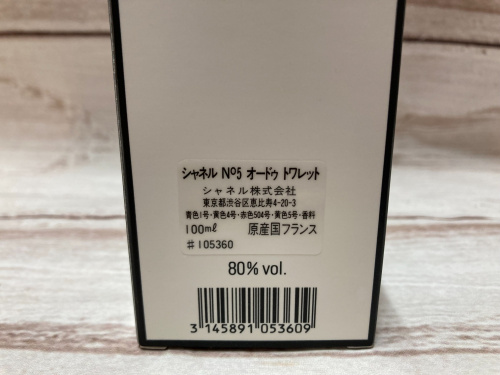 シャネル Nº5 オードゥ トワレット
シャネル株式会社
東京都渋谷区恵比寿4-20-3
青色1号・黄色4号・赤色504号・黄色5号・香料
100ml 原産国フランス
#105360
80% vol.
3 145891 053609